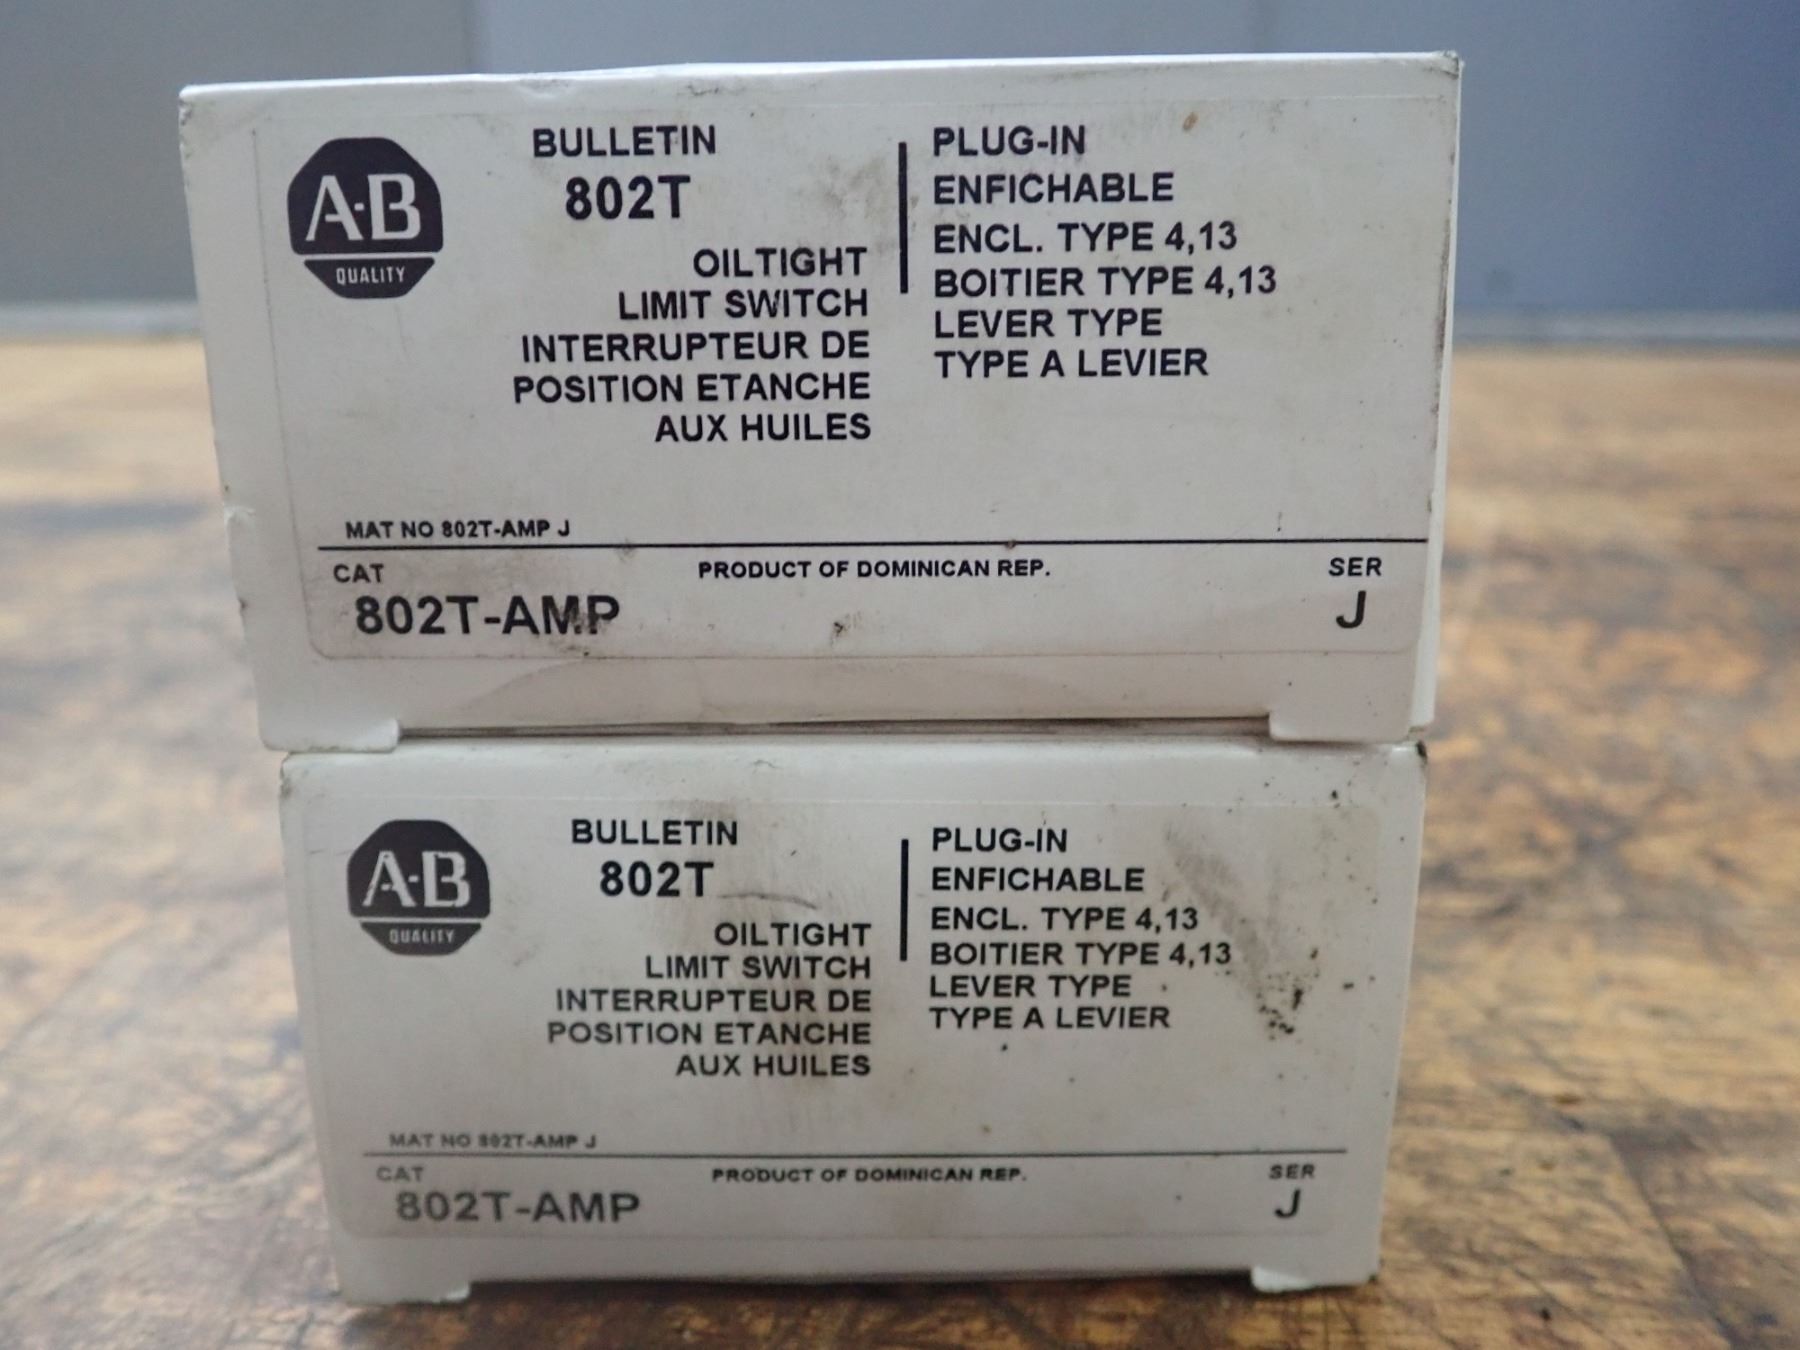 A-B
QUALITY
BULLETIN
802T
OILTIGHT
LIMIT SWITCH
INTERRUPTEUR DE
POSITION ETANCHE
AUX HUILES
PLUG-IN
ENFICHABLE
ENCL. TYPE 4,13
BOITIER TYPE 4,13
LEVER TYPE
TYPE A LEVIER
MAT NO 802T-AMP J
CAT
802T-AMP
PRODUCT OF DOMINICAN REP.
SER
J
A-B
QUALITY
BULLETIN
802T
OILTIGHT
LIMIT SWITCH
INTERRUPTEUR DE
POSITION ETANCHE
AUX HUILES
PLUG-IN
ENFICHABLE
ENCL. TYPE 4,13
BOITIER TYPE 4,13
LEVER TYPE
TYPE A LEVIER
MAT NO 802T-AMP J
CAT
802T-AMP
PRODUCT OF DOMINICAN REP.
SER
J